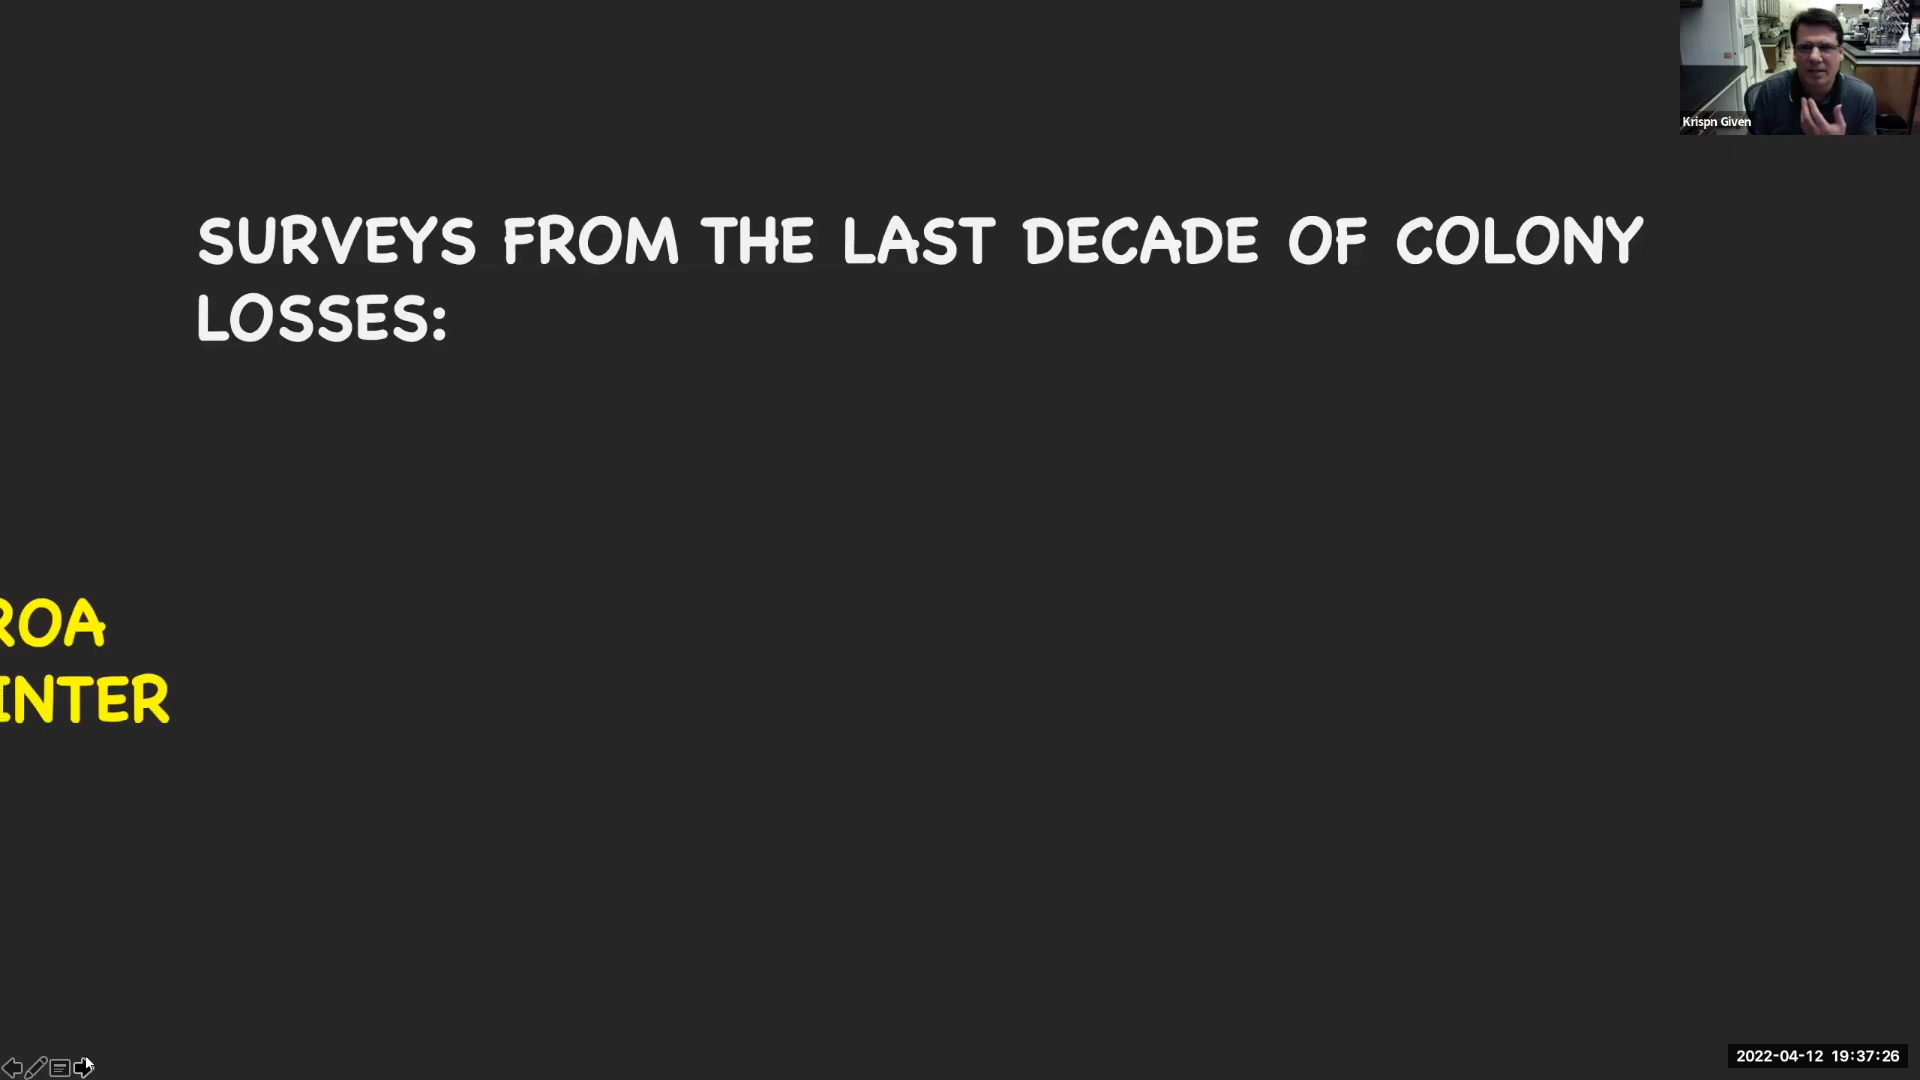 Krispn Given
SURVEYS FROM THE LAST DECADE OF COLONY
LOSSES:
ROA
INTER
2022-04-12 19:37:26